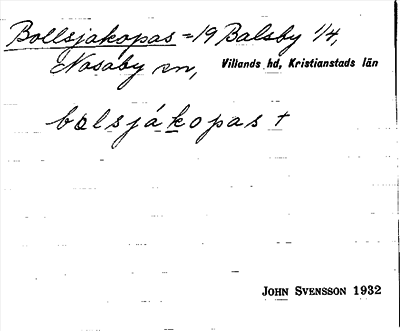 Bollsjakopas = 19 Balsby 1/4,
Nosaby sn, Villands hd, Kristianstads län
bolsjákopas +
JOHN SVENSSON 1932